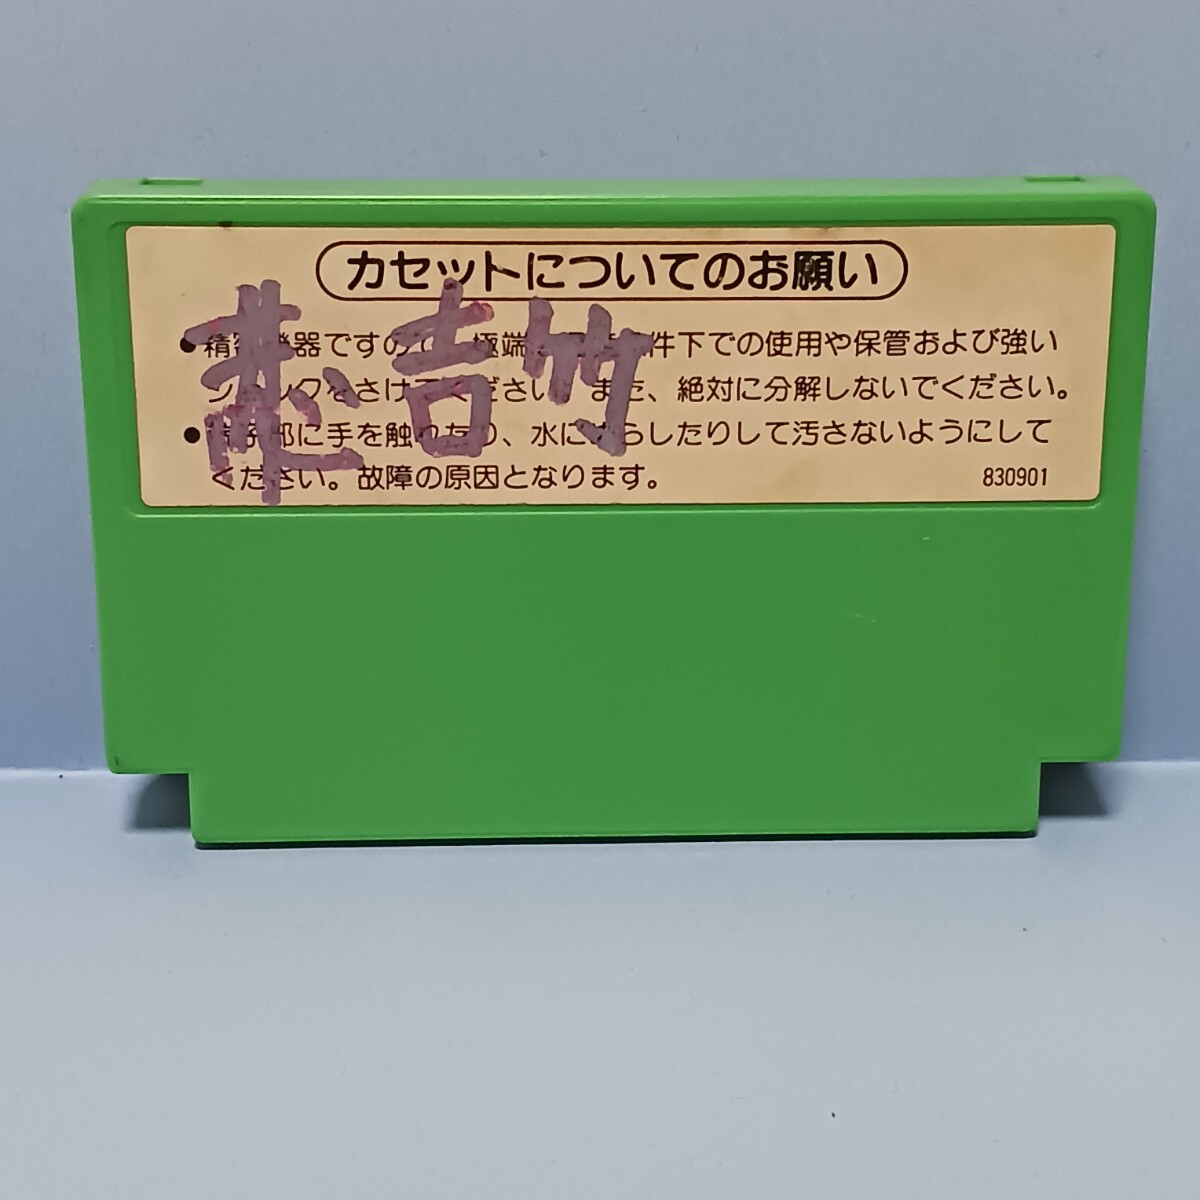 カセットについてのお願い
●精密機器ですので、極端な温度条件下での使用や保管および強い
ショックをさけてください。また、絶対に分解しないでください。
●端子部に手を触れたり、水にぬらしたりして汚さないようにして
ください。故障の原因となります。
830901
吉竹